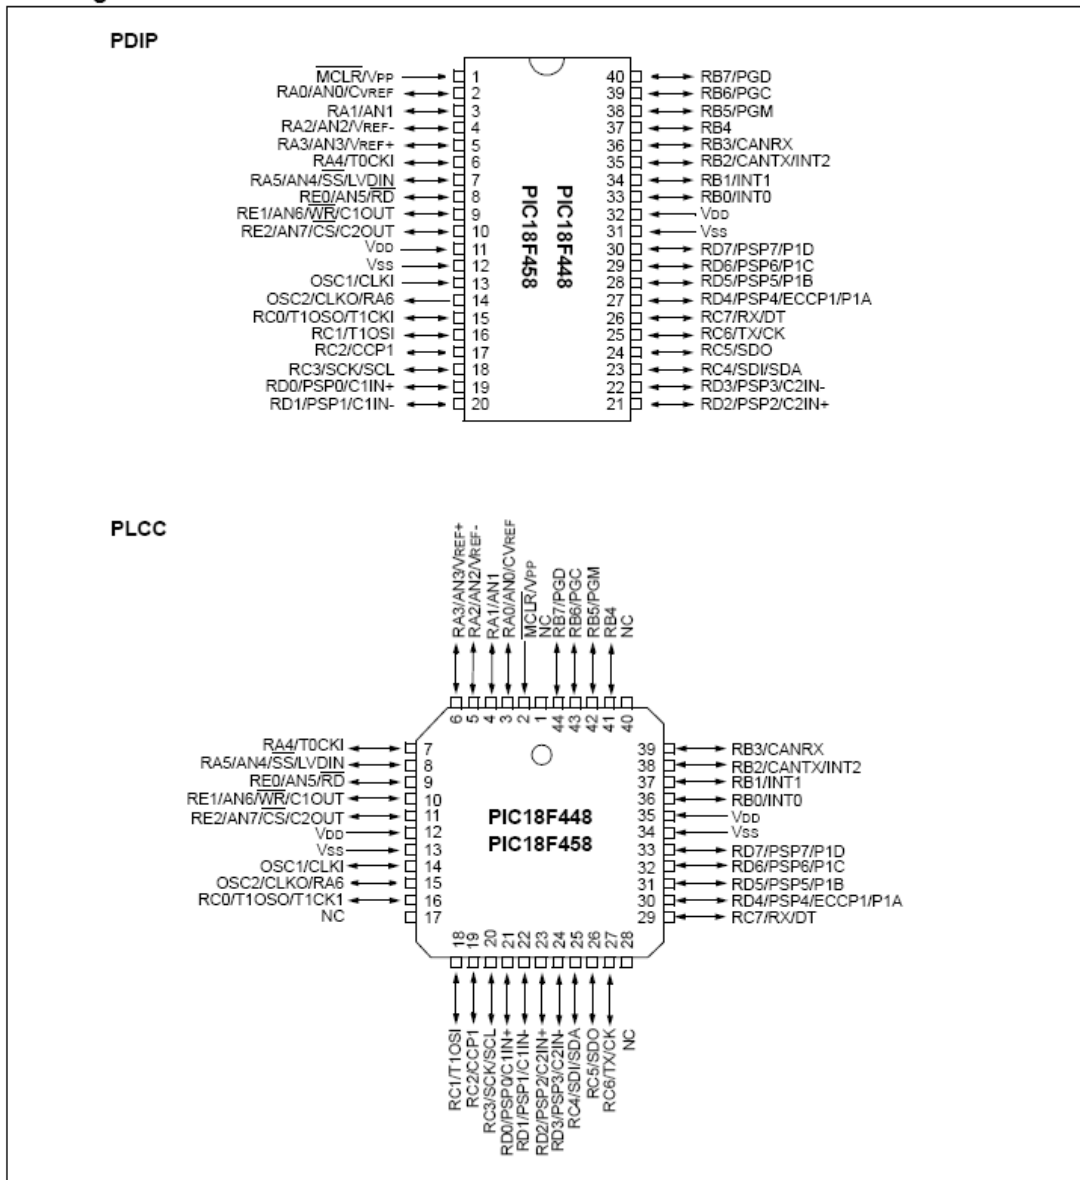 PDIP
MCLR/VPP 1 40 RB7/PGD
RA0/AN0/CVREF 2 39 RB6/PGC
RA1/AN1 3 38 RB5/PGM
RA2/AN2/VREF- 4 37 RB4
RA3/AN3/VREF+ 5 36 RB3/CANRX
RA4/T0CKI 6 35 RB2/CANTX/INT2
RA5/AN4/SS/LVDIN 7 34 RB1/INT1
RE0/AN5/RD 8 33 RB0/INT0
RE1/AN6/WR/C1OUT 9 32 VDD
RE2/AN7/CS/C2OUT 10 31 VSS
VDD 11 30 RD7/PSP7/P1D
VSS 12 29 RD6/PSP6/P1C
OSC1/CLKI 13 28 RD5/PSP5/P1B
OSC2/CLKO/RA6 14 27 RD4/PSP4/ECCP1/P1A
RC0/T1OSO/T1CKI 15 26 RC7/RX/DT
RC1/T1OSI 16 25 RC6/TX/CK
RC2/CCP1 17 24 RC5/SDO
RC3/SCK/SCL 18 23 RC4/SDI/SDA
RD0/PSP0/C1IN+ 19 22 RD3/PSP3/C2IN-
RD1/PSP1/C1IN- 20 21 RD2/PSP2/C2IN+
PIC18F448
PIC18F458
PLCC
RA3/AN3/VREF+
RA2/AN2/VREF-
RA1/AN1
RA0/AN0/CVREF
MCLR/VPP
NC
RB7/PGD
RB6/PGC
RB5/PGM
RB4
NC
6 5 4 3 2 1 44 43 42 41 40
RA4/T0CKI 7 39 RB3/CANRX
RA5/AN4/SS/LVDIN 8 38 RB2/CANTX/INT2
RE0/AN5/RD 9 37 RB1/INT1
RE1/AN6/WR/C1OUT 10 36 RB0/INT0
RE2/AN7/CS/C2OUT 11 35 VDD
VDD 12 34 VSS
VSS 13 33 RD7/PSP7/P1D
OSC1/CLKI 14 32 RD6/PSP6/P1C
OSC2/CLKO/RA6 15 31 RD5/PSP5/P1B
RC0/T1OSO/T1CK1 16 30 RD4/PSP4/ECCP1/P1A
NC 17 29 RC7/RX/DT
PIC18F448
PIC18F458
18 19 20 21 22 23 24 25 26 27 28
RC1/T1OSI
RC2/CCP1
RC3/SCK/SCL
RD0/PSP0/C1IN+
RD1/PSP1/C1IN-
RD2/PSP2/C2IN+
RD3/PSP3/C2IN-
RC4/SDI/SDA
RC5/SDO
RC6/TX/CK
NC